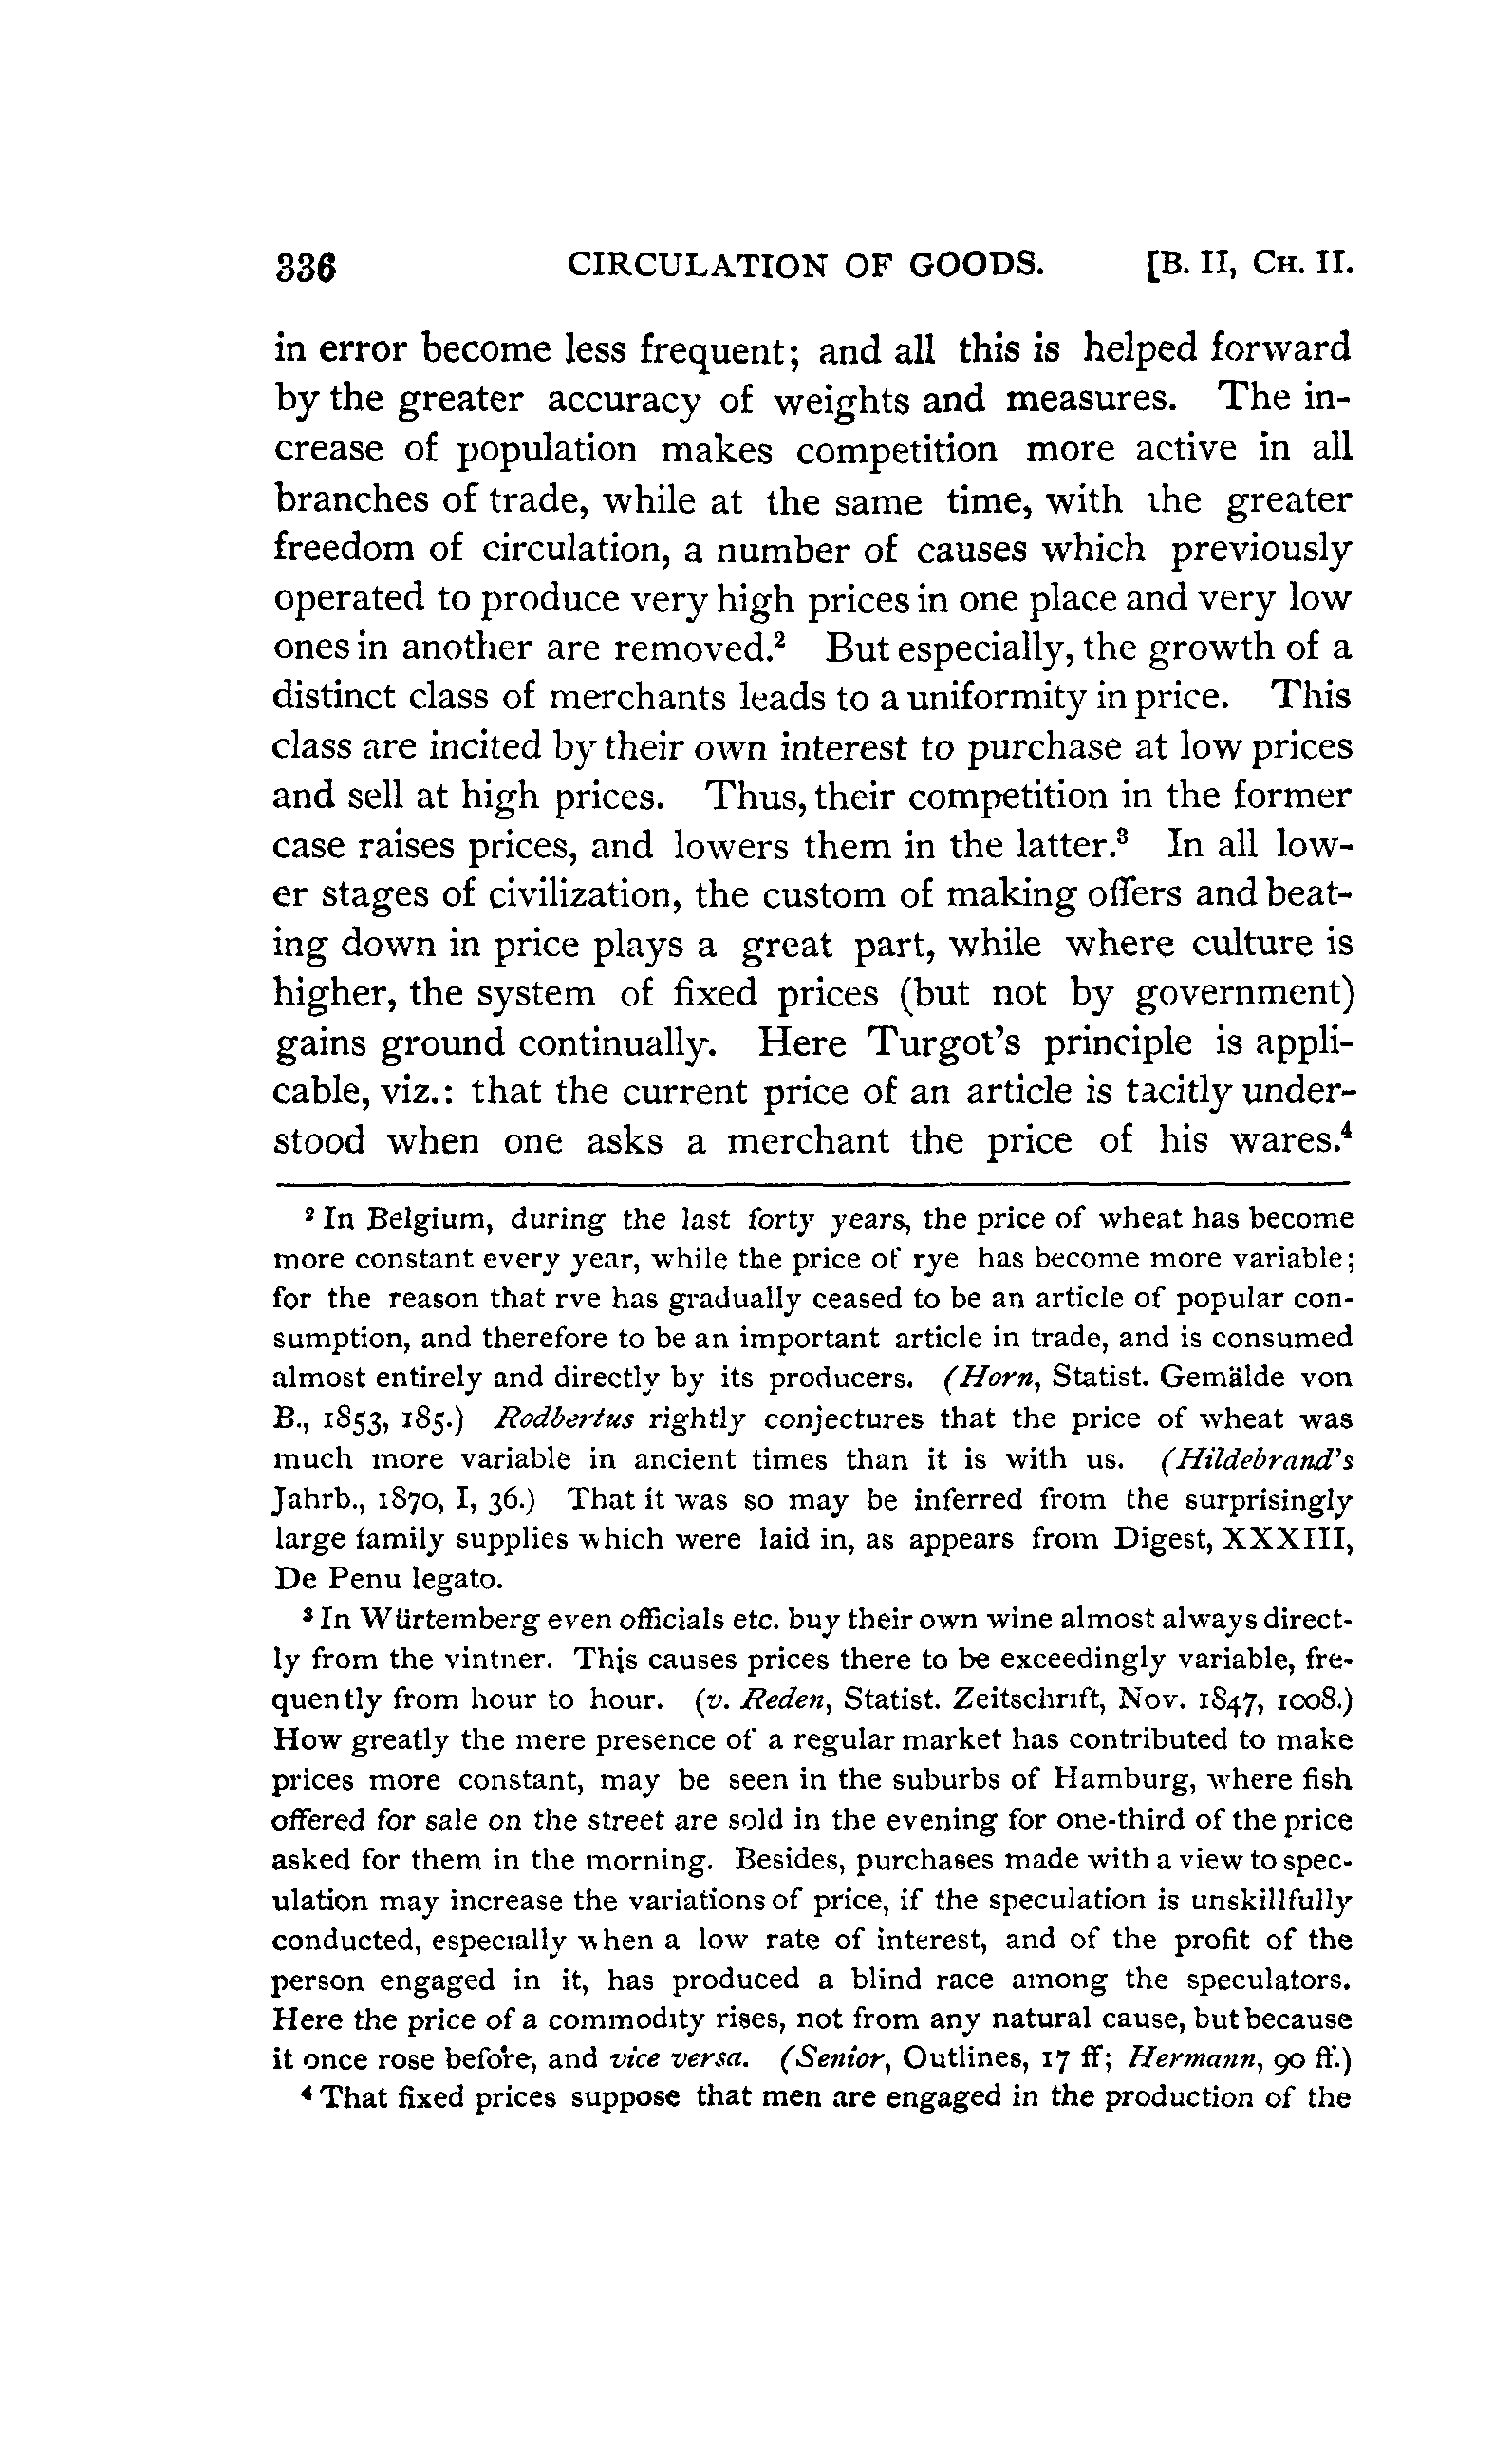 336 CIRCULATION OF GOODS. [B. II, CH. II.
in error become less frequent; and all this is helped forward
by the greater accuracy of weights and measures. The in-
crease of population makes competition more active in all
branches of trade, while at the same time, with the greater
freedom of circulation, a number of causes which previously
operated to produce very high prices in one place and very low
ones in another are removed.² But especially, the growth of a
distinct class of merchants leads to a uniformity in price. This
class are incited by their own interest to purchase at low prices
and sell at high prices. Thus, their competition in the former
case raises prices, and lowers them in the latter.³ In all low-
er stages of civilization, the custom of making offers and beat-
ing down in price plays a great part, while where culture is
higher, the system of fixed prices (but not by government)
gains ground continually. Here Turgot's principle is appli-
cable, viz.: that the current price of an article is tacitly under-
stood when one asks a merchant the price of his wares.⁴
² In Belgium, during the last forty years, the price of wheat has become
more constant every year, while the price of rye has become more variable;
for the reason that rve has gradually ceased to be an article of popular con-
sumption, and therefore to be an important article in trade, and is consumed
almost entirely and directly by its producers. (Horn, Statist. Gemälde von
B., 1853, 185.) Rodbertus rightly conjectures that the price of wheat was
much more variable in ancient times than it is with us. (Hildebrand's
Jahrb., 1870, I, 36.) That it was so may be inferred from the surprisingly
large family supplies which were laid in, as appears from Digest, XXXIII,
De Penu legato.
³ In Würtemberg even officials etc. buy their own wine almost always direct-
ly from the vintner. This causes prices there to be exceedingly variable, fre-
quently from hour to hour. (v. Reden, Statist. Zeitschrift, Nov. 1847, 1008.)
How greatly the mere presence of a regular market has contributed to make
prices more constant, may be seen in the suburbs of Hamburg, where fish
offered for sale on the street are sold in the evening for one-third of the price
asked for them in the morning. Besides, purchases made with a view to spec-
ulation may increase the variations of price, if the speculation is unskillfully
conducted, especially when a low rate of interest, and of the profit of the
person engaged in it, has produced a blind race among the speculators.
Here the price of a commodity rises, not from any natural cause, but because
it once rose before, and vice versa. (Senior, Outlines, 17 ff; Hermann, 90 ff.)
⁴ That fixed prices suppose that men are engaged in the production of the